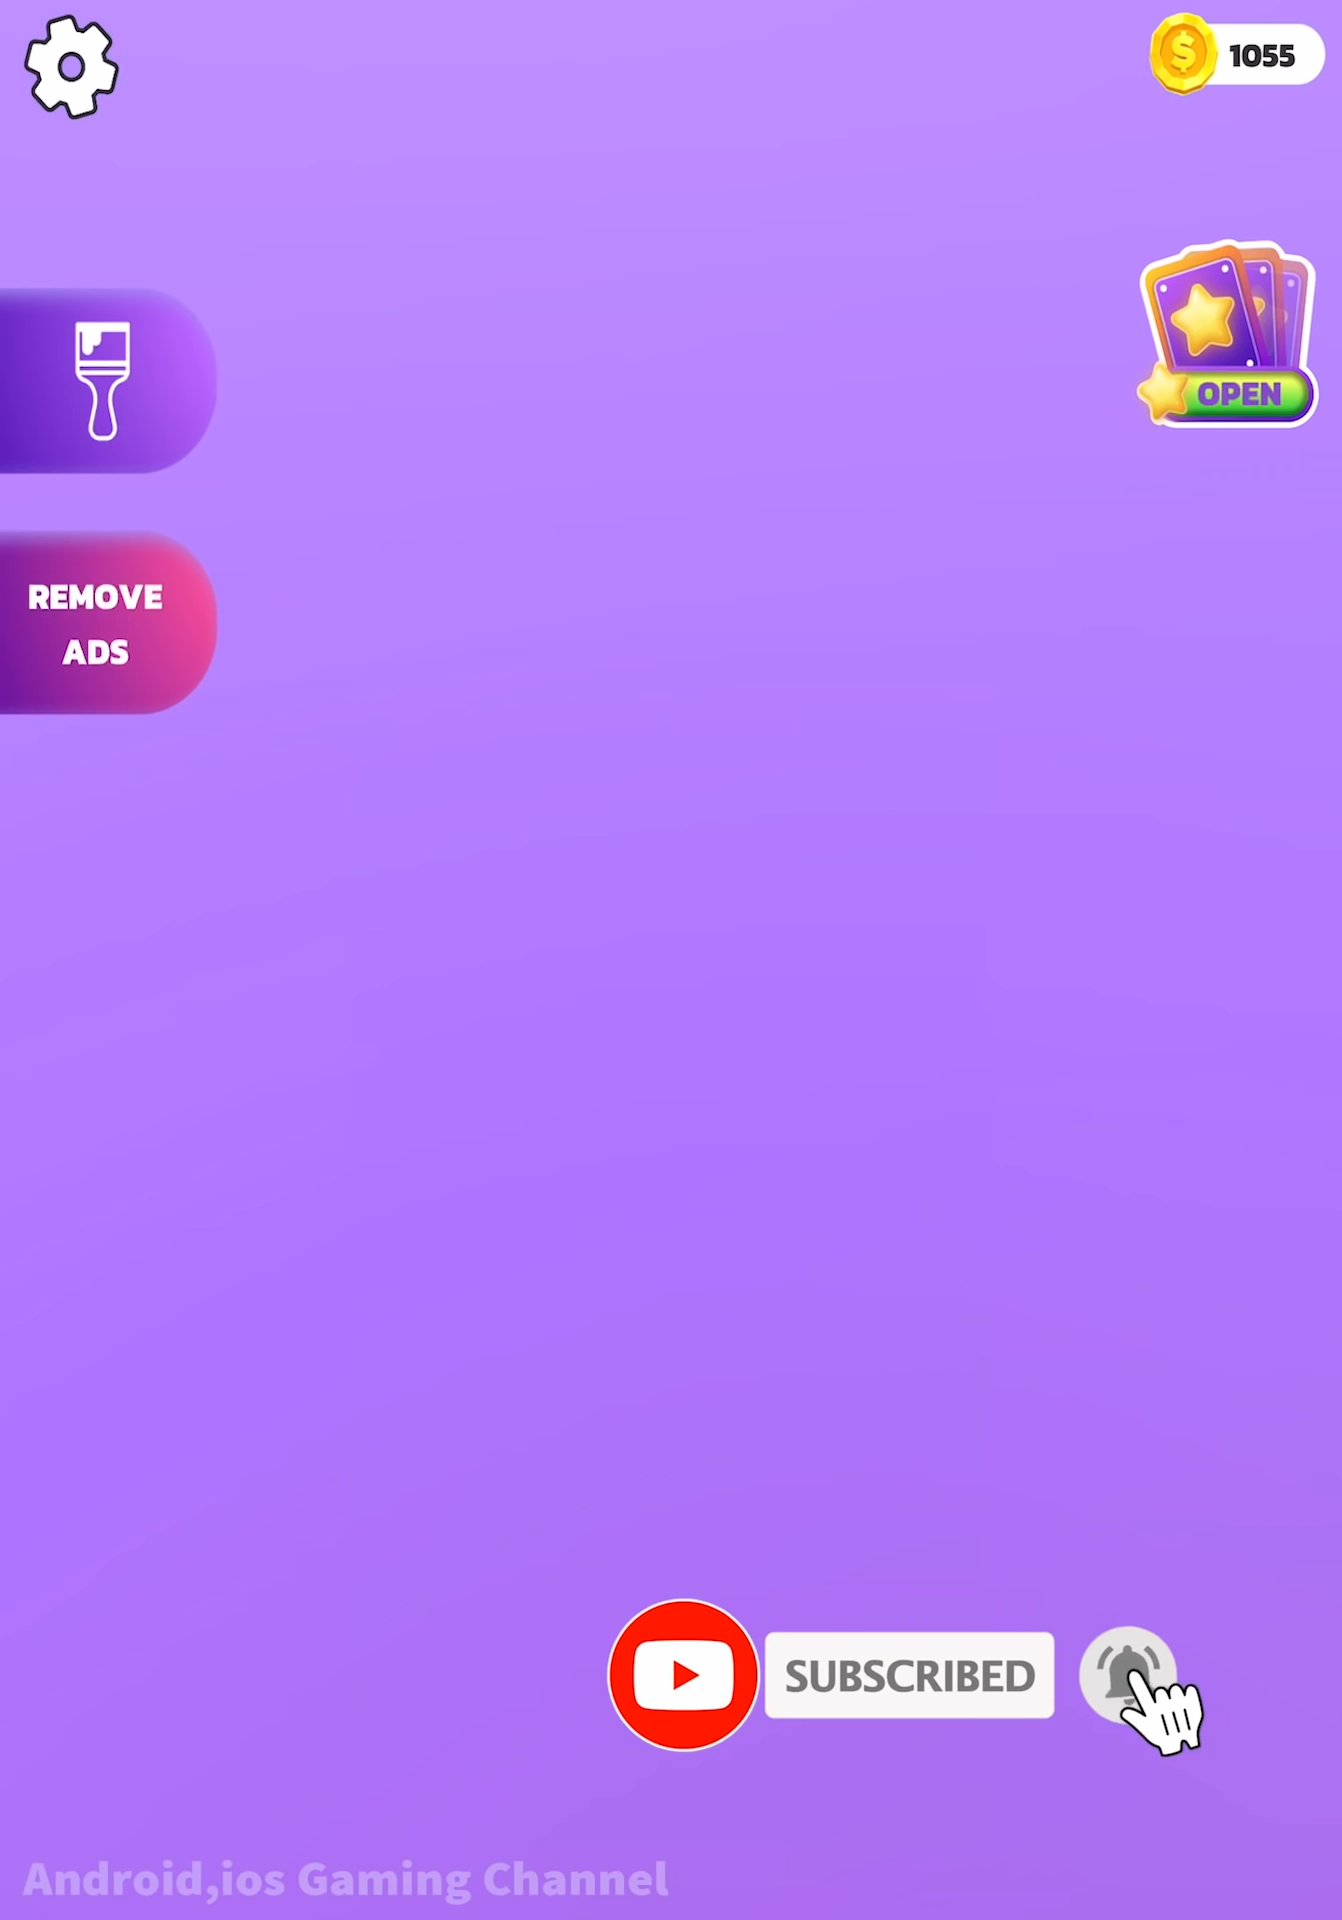 1055
OPEN
REMOVE
ADS
SUBSCRIBED
Android,ios Gaming Channel